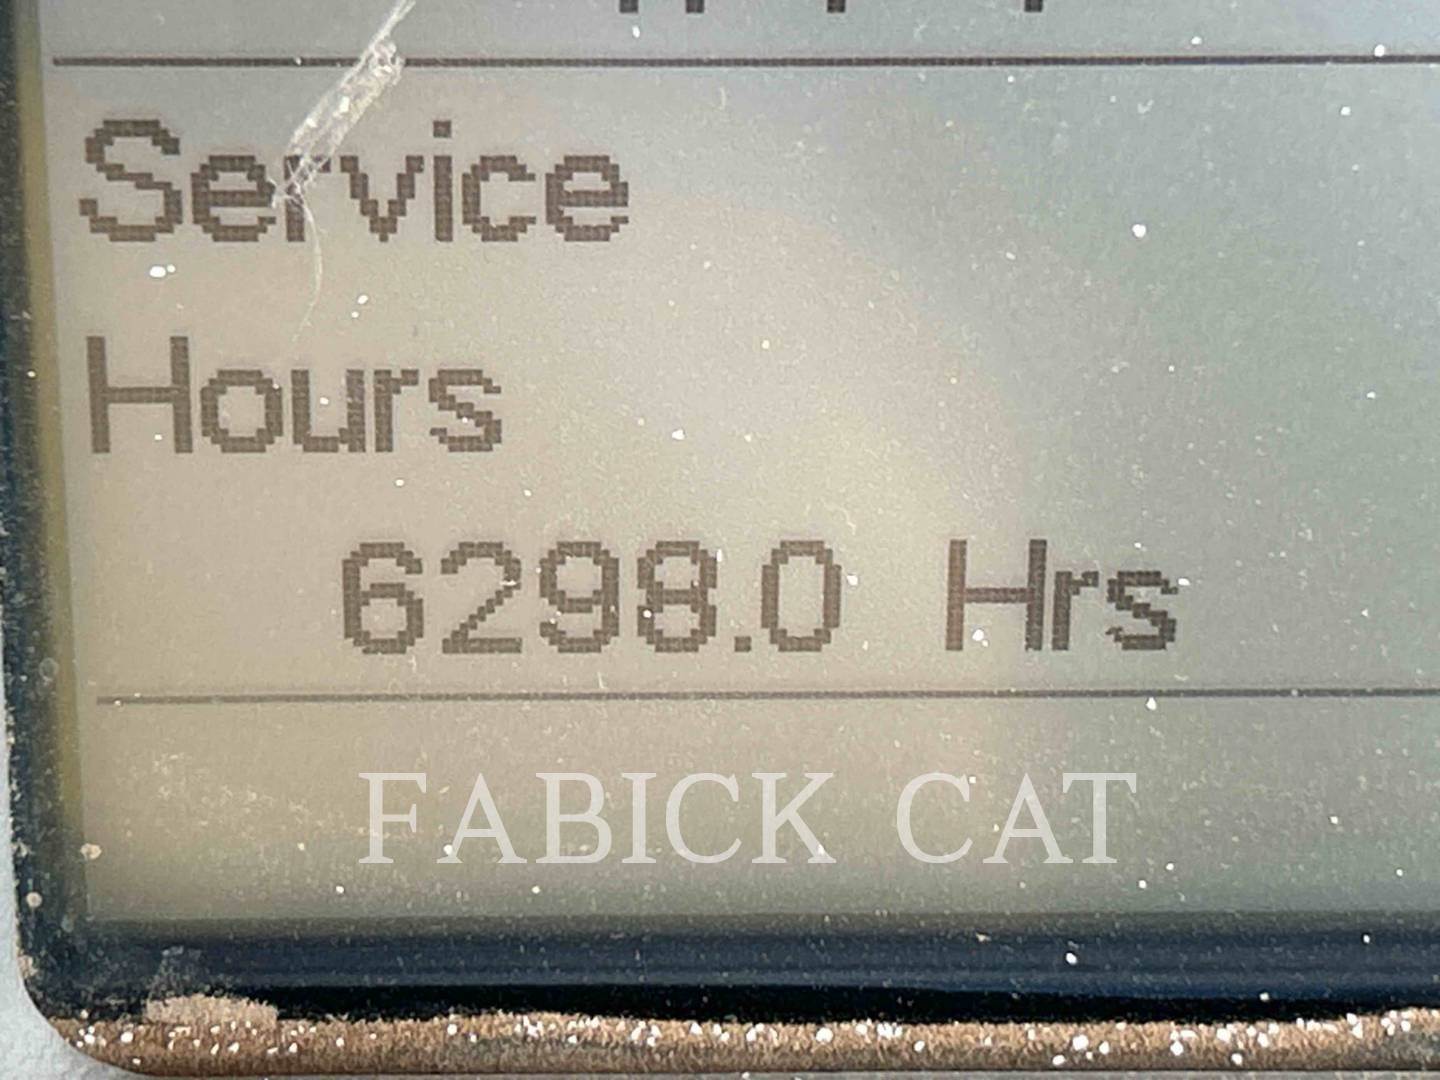 Service
Hours
6298.0 Hrs
FABICK CAT